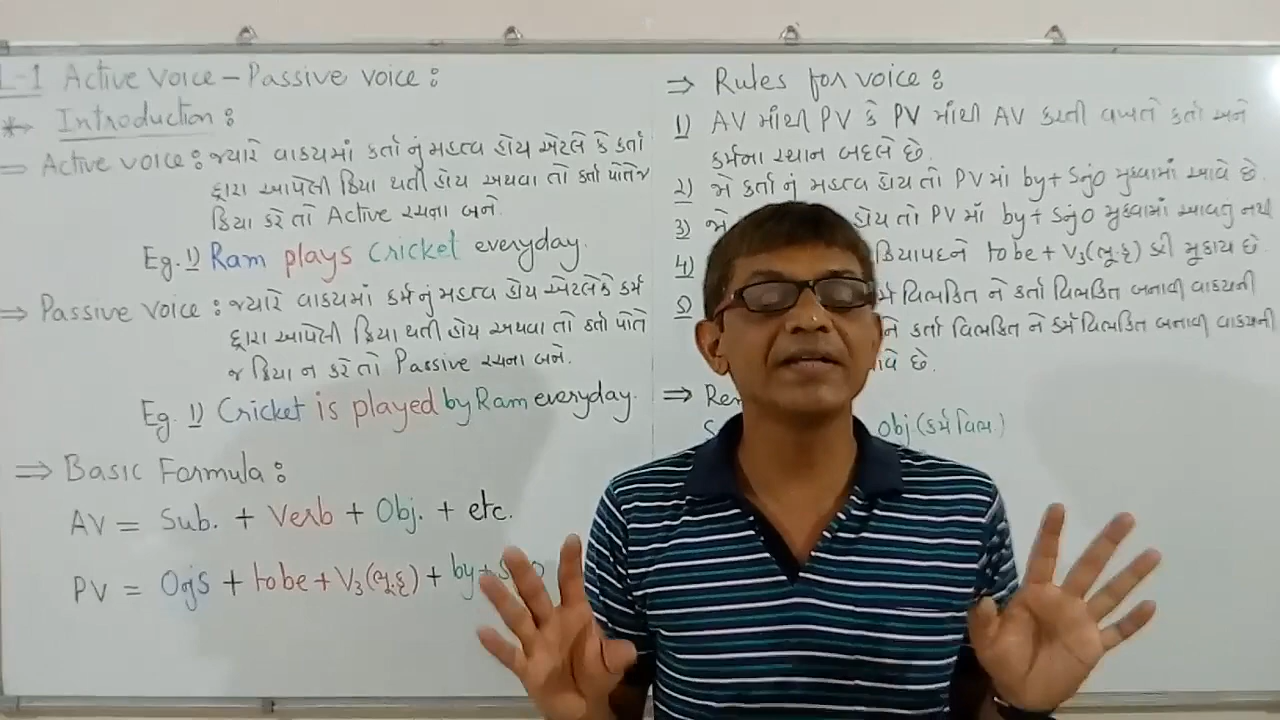 L-1 Active voice - Passive voice :
* Introduction :
⇒ Active voice : જ્યારે વાક્યમાં કર્તાનું મહત્વ હોય એટલે કે કર્તા
દ્વારા આપેલી ક્રિયા થતી હોય અથવા તો કર્તા પોતે જ
ક્રિયા કરે તો Active રચના બને.
Eg. 1) Ram plays Cricket everyday.
⇒ Passive voice : જ્યારે વાક્યમાં કર્મનું મહત્વ હોય એટલેકે કર્મ
દ્વારા આપેલી ક્રિયા થતી હોય અથવા તો કર્તા પોતે
જ ક્રિયા ન કરે તો Passive રચના બને.
Eg. 1) Cricket is played by Ram everyday.
⇒ Basic Formula :
AV = Sub. + Verb + Obj. + etc.
PV = OojS + tobe + V3 (ભૂ.કૃ) + by+
⇒ Rules for voice :
1) AV માંથી PV કે PV માંથી AV કરતી વખતે કર્તા અને
કર્મના સ્થાન બદલે છે.
2) જો કર્તાનું મહત્વ હોય તો PV માં by+ SubjO મુકવામાં આવે છે.
3) જો હોય તો PV માં by+ SubjO મુકવામાં આવતું નથી
4) ક્રિયાપદને tobe + V3 (ભૂ.કૃ) થી મુકાય છે.
5) વિભક્તિ ને કર્તા વિભક્તિ બનાવી વાક્યની
કર્તા વિભક્તિ ને કર્મ વિભક્તિ બનાવી વાક્યની
છે.
⇒
Obj (કર્મ વિભ.)